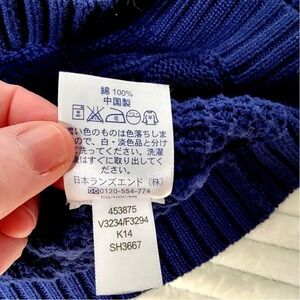 綿 100%
中国製
濃い色のものは色落ちしま
ので、白・淡色品と分け
て洗ってください。洗濯
後はすぐに取り出してく
さい。
日本ランズエンド（株）
0120-554-774
453875
V3234/F3294
K14
SH3667